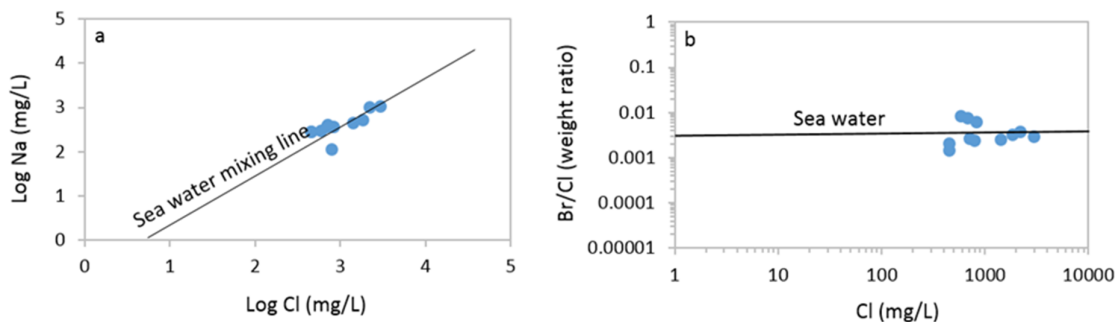 a
Log Na (mg/L)
5
4
3
2
1
0
Sea water mixing line
0 1 2 3 4 5
Log Cl (mg/L)
b
Br/Cl (weight ratio)
1
0.1
0.01
0.001
0.0001
0.00001
Sea water
1 10 100 1000 10000
Cl (mg/L)